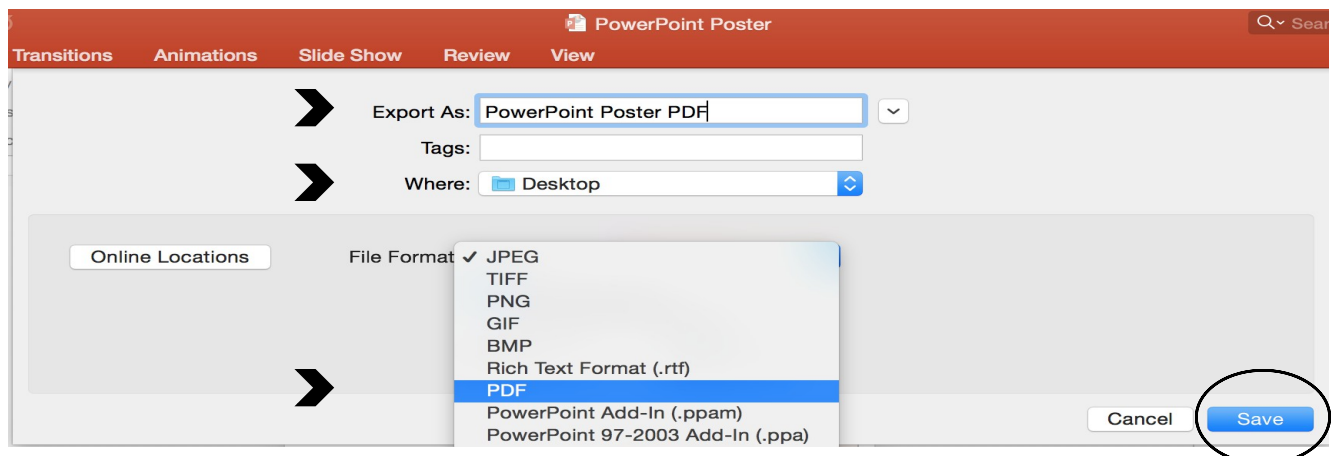 PowerPoint Poster
Transitions Animations Slide Show Review View
Export As: PowerPoint Poster PDF
Tags:
Where: Desktop
Online Locations File Format ✓ JPEG
TIFF
PNG
GIF
BMP
Rich Text Format (.rtf)
PDF
PowerPoint Add-In (.ppam)
PowerPoint 97-2003 Add-In (.ppa)
Cancel Save